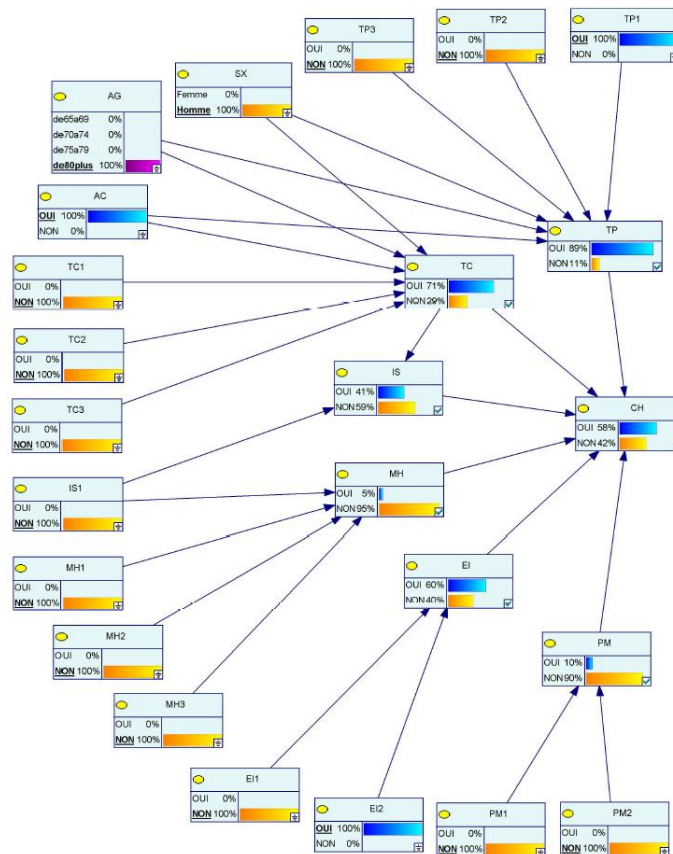 TP3
OUI 0%
NON 100%
TP2
OUI 0%
NON 100%
TP1
OUI 100%
NON 0%
SX
Femme 0%
Homme 100%
AG
de65a69 0%
de70a74 0%
de75a79 0%
de80plus 100%
AC
OUI 100%
NON 0%
TP
OUI 89%
NON 11%
TC
OUI 71%
NON 29%
TC1
OUI 0%
NON 100%
TC2
OUI 0%
NON 100%
IS
OUI 41%
NON 59%
TC3
OUI 0%
NON 100%
CH
OUI 58%
NON 42%
IS1
OUI 0%
NON 100%
MH
OUI 5%
NON 95%
MH1
OUI 0%
NON 100%
EI
OUI 60%
NON 40%
MH2
OUI 0%
NON 100%
PM
OUI 10%
NON 90%
MH3
OUI 0%
NON 100%
EI1
OUI 0%
NON 100%
EI2
OUI 100%
NON 0%
PM1
OUI 0%
NON 100%
PM2
OUI 0%
NON 100%